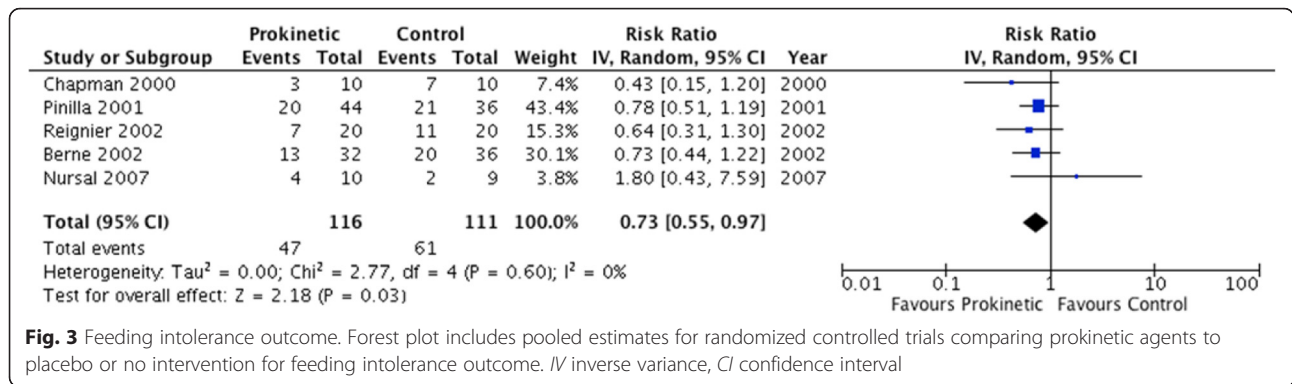 Prokinetic Control Risk Ratio Risk Ratio
Study or Subgroup Events Total Events Total Weight IV, Random, 95% CI Year IV, Random, 95% CI
Chapman 2000 3 10 7 10 7.4% 0.43 [0.15, 1.20] 2000
Pinilla 2001 20 44 21 36 43.4% 0.78 [0.51, 1.19] 2001
Reignier 2002 7 20 11 20 15.3% 0.64 [0.31, 1.30] 2002
Berne 2002 13 32 20 36 30.1% 0.73 [0.44, 1.22] 2002
Nursal 2007 4 10 2 9 3.8% 1.80 [0.43, 7.59] 2007
Total (95% CI) 116 111 100.0% 0.73 [0.55, 0.97]
Total events 47 61
Heterogeneity: Tau² = 0.00; Chi² = 2.77, df = 4 (P = 0.60); I² = 0%
Test for overall effect: Z = 2.18 (P = 0.03)
0.01 0.1 1 10 100
Favours Prokinetic Favours Control
Fig. 3 Feeding intolerance outcome. Forest plot includes pooled estimates for randomized controlled trials comparing prokinetic agents to
placebo or no intervention for feeding intolerance outcome. IV inverse variance, CI confidence interval